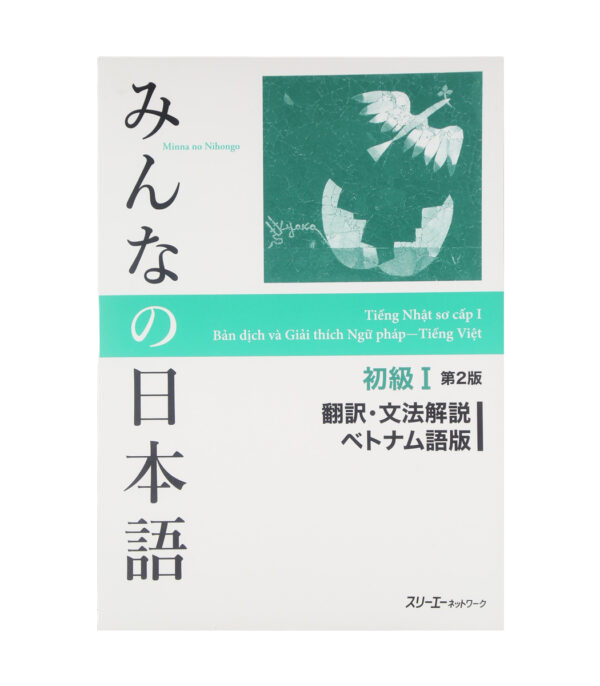 みんなの日本語
Minna no Nihongo
Tiếng Nhật sơ cấp I
Bản dịch và Giải thích Ngữ pháp—Tiếng Việt
初級Ⅰ 第2版
翻訳・文法解説
ベトナム語版
スリーエーネットワーク